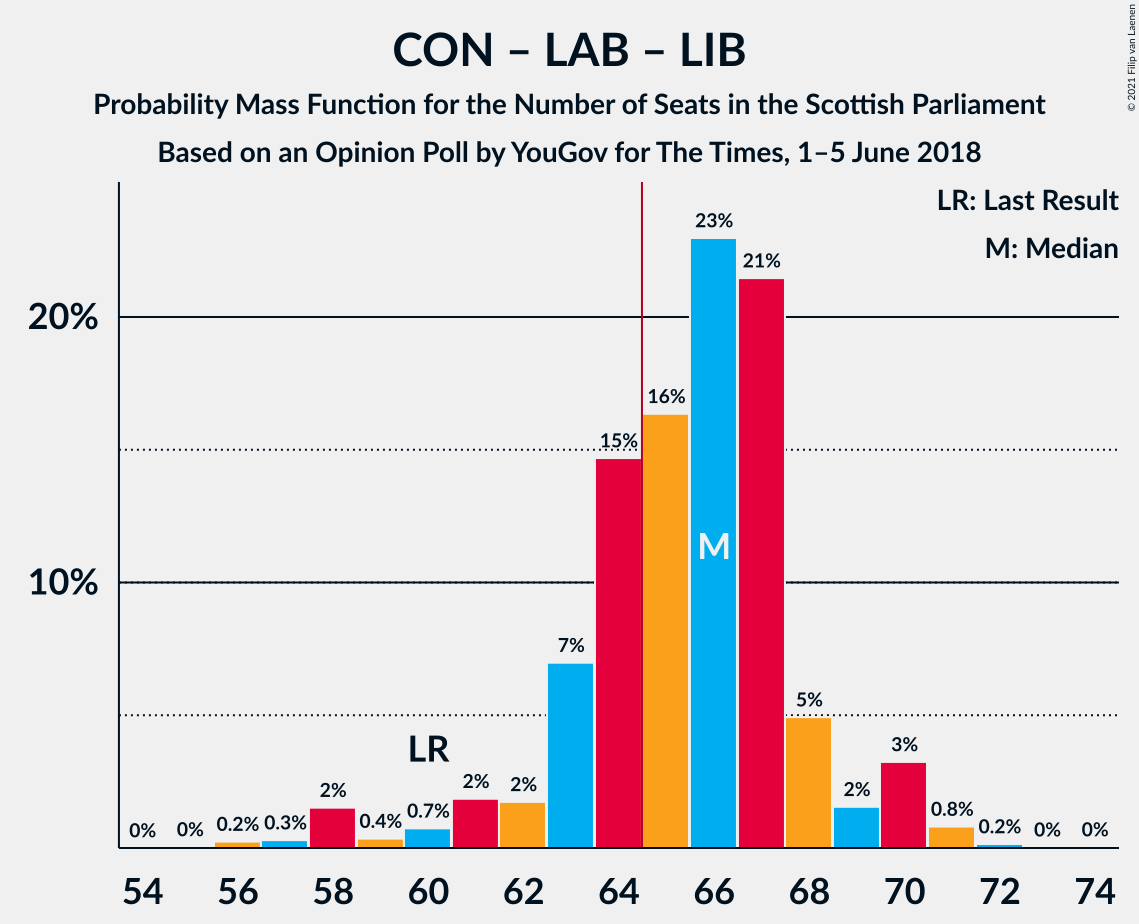 CON – LAB – LIB
Probability Mass Function for the Number of Seats in the Scottish Parliament
Based on an Opinion Poll by YouGov for The Times, 1–5 June 2018
© 2021 Filip van Laenen
LR: Last Result
M: Median
20%
10%
0%
0%
0.2%
0.3%
2%
0.4%
0.7%
LR
2%
2%
7%
15%
16%
23%
M
21%
5%
2%
3%
0.8%
0.2%
0%
0%
54 56 58 60 62 64 66 68 70 72 74